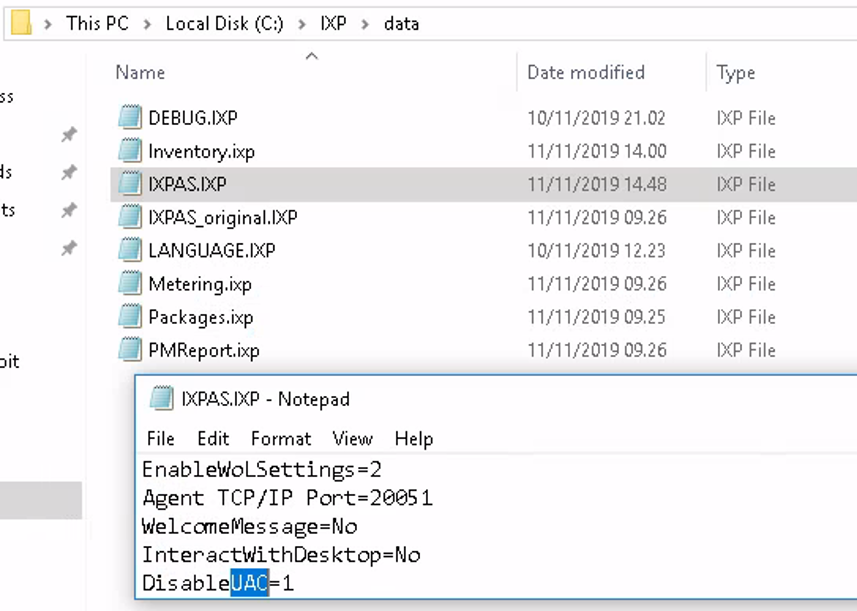 This PC > Local Disk (C:) > IXP > data
Name Date modified Type
ss
DEBUG.IXP 10/11/2019 21.02 IXP File
Inventory.ixp 11/11/2019 14.00 IXP File
ds
IXPAS.IXP 11/11/2019 14.48 IXP File
ts
IXPAS_original.IXP 11/11/2019 09.26 IXP File
LANGUAGE.IXP 10/11/2019 12.23 IXP File
Metering.ixp 11/11/2019 09.26 IXP File
Packages.ixp 11/11/2019 09.25 IXP File
PMReport.ixp 11/11/2019 09.26 IXP File
oit
IXPAS.IXP - Notepad
File Edit Format View Help
EnableWoLSettings=2
Agent TCP/IP Port=20051
WelcomeMessage=No
InteractWithDesktop=No
DisableUAC=1